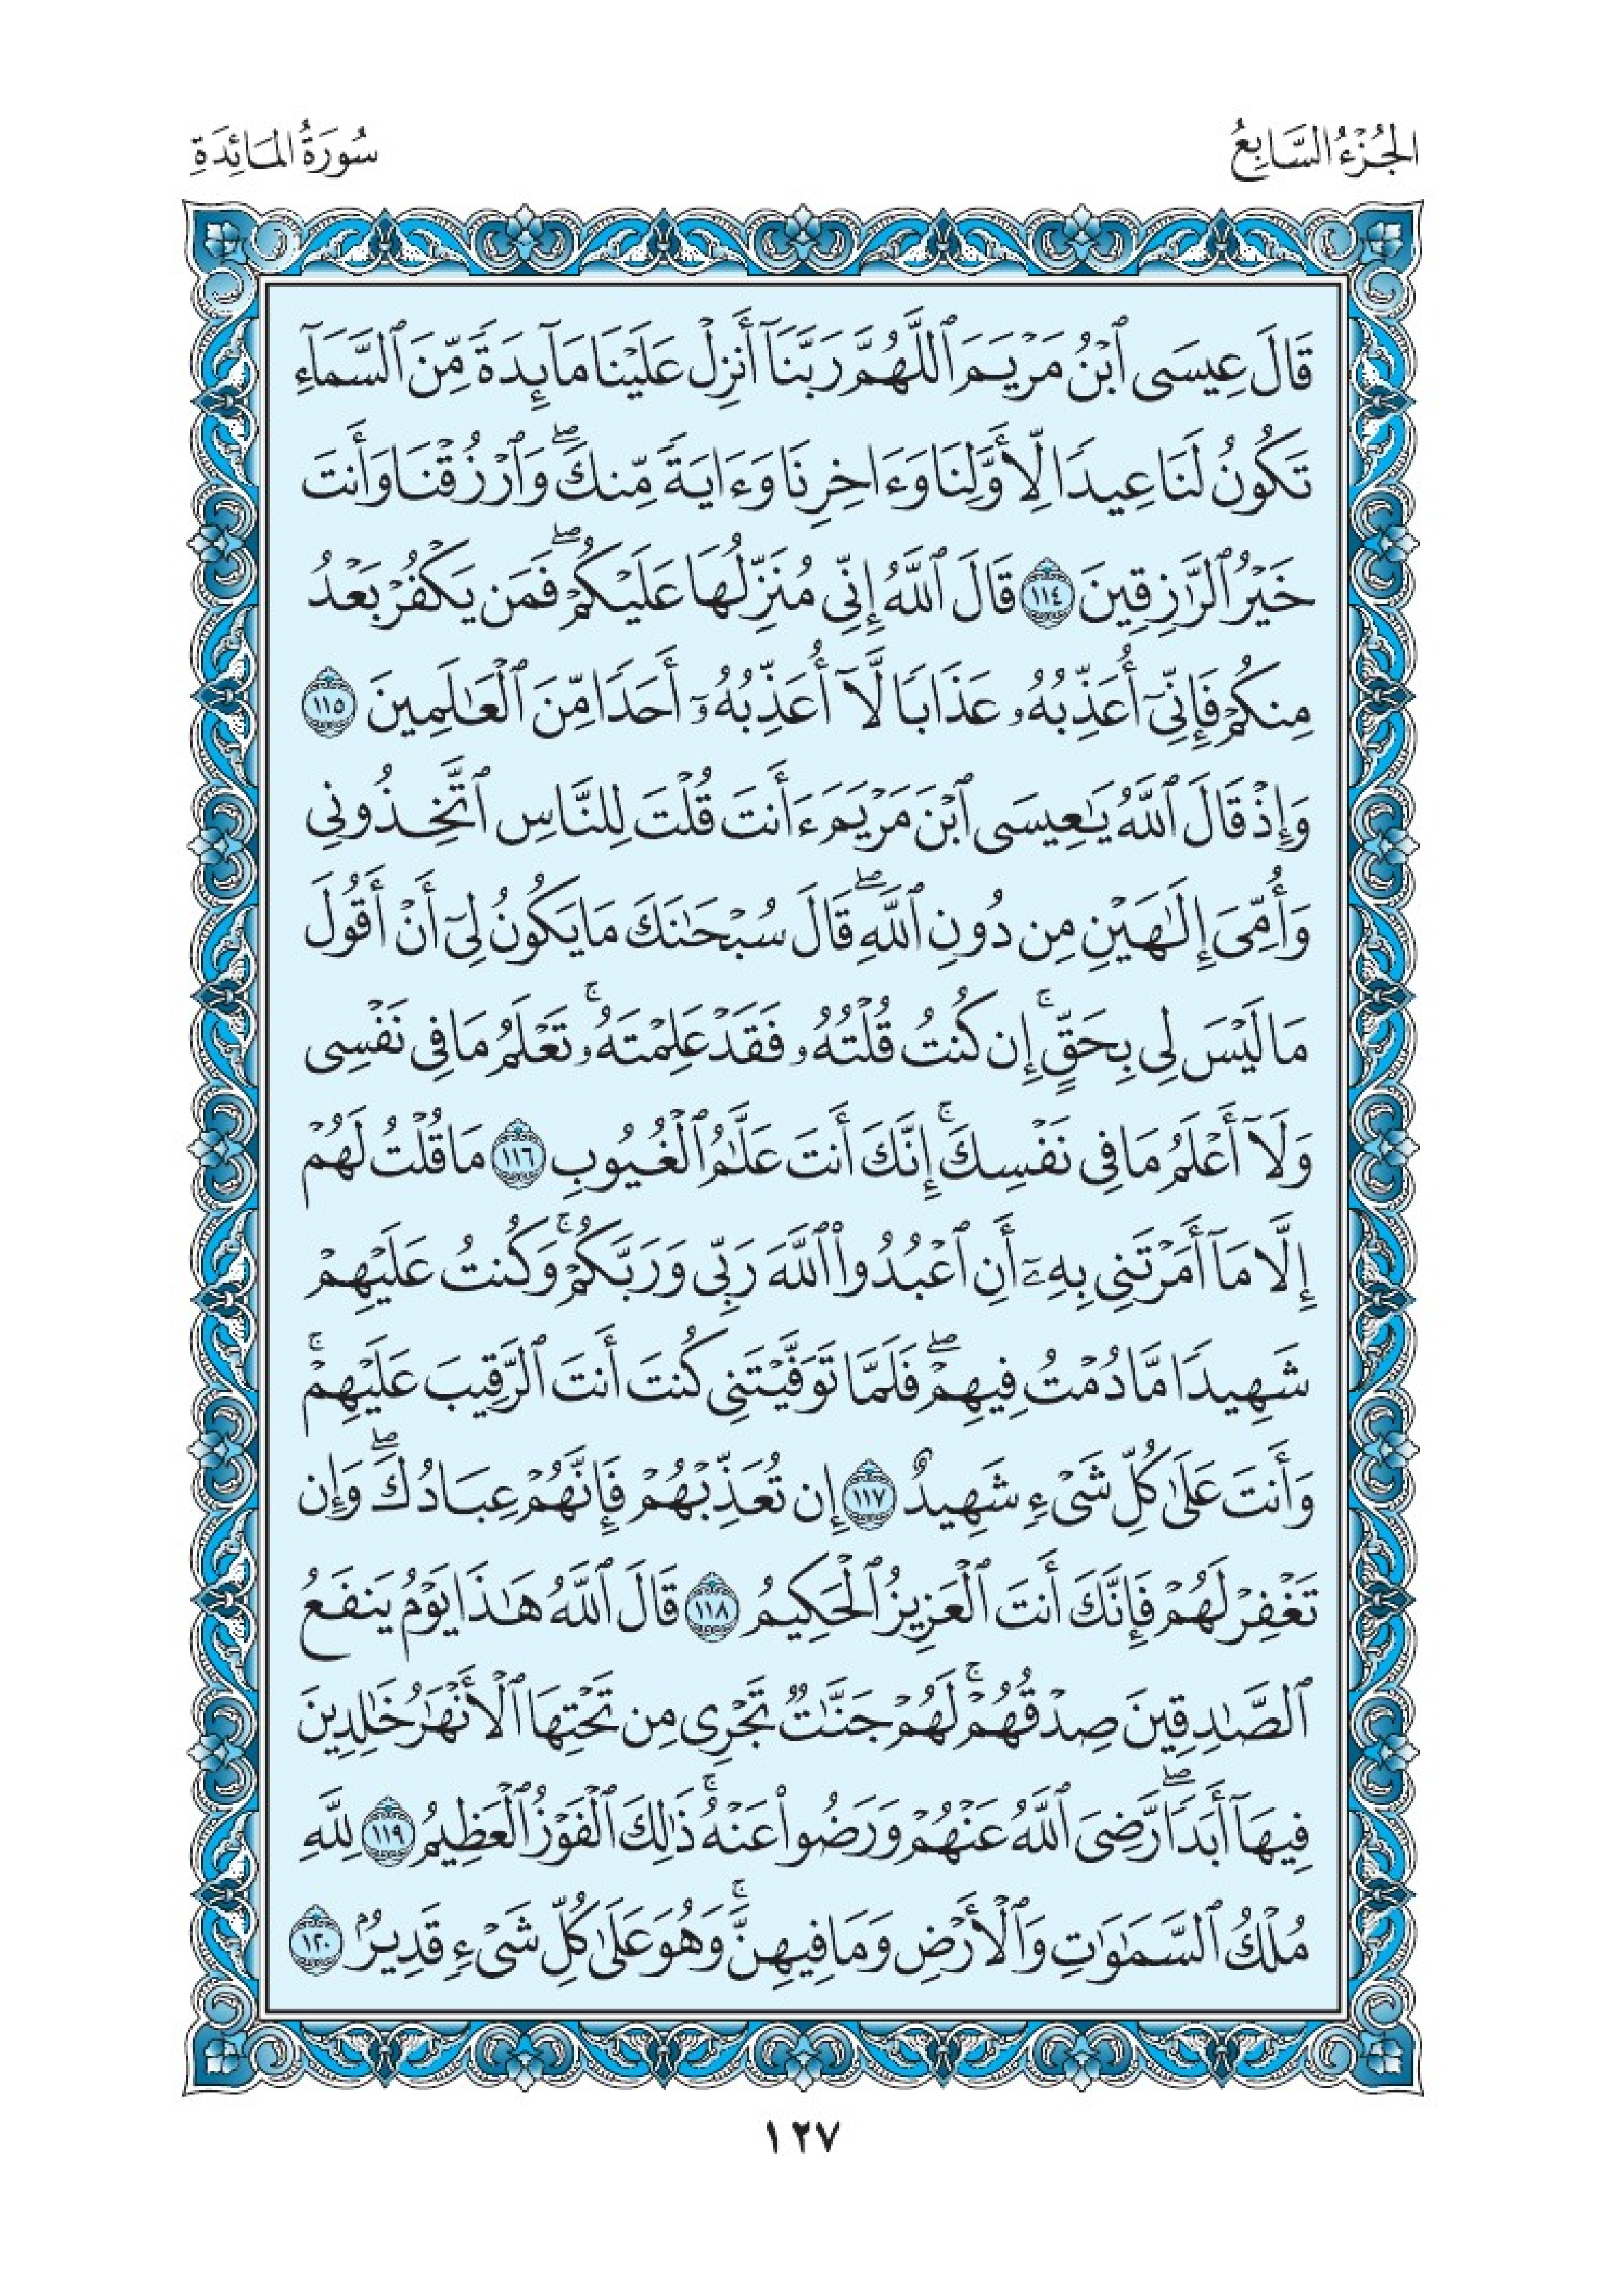 الجُزْءُ السَّابِعُ
سُورَةُ المَائِدَةِ
قَالَ عِيسَى ٱبْنُ مَرْيَمَ ٱللَّهُمَّ رَبَّنَآ أَنزِلْ عَلَيْنَا مَآئِدَةً مِّنَ ٱلسَّمَآءِ
تَكُونُ لَنَا عِيدًا لِّأَوَّلِنَا وَءَاخِرِنَا وَءَايَةً مِّنكَۖ وَٱرْزُقْنَا وَأَنتَ
خَيْرُ ٱلرَّٰزِقِينَ ١١٤ قَالَ ٱللَّهُ إِنِّى مُنَزِّلُهَا عَلَيْكُمْۖ فَمَن يَكْفُرْ بَعْدُ
مِنكُمْ فَإِنِّىٓ أُعَذِّبُهُۥ عَذَابًا لَّآ أُعَذِّبُهُۥٓ أَحَدًا مِّنَ ٱلْعَٰلَمِينَ ١١٥
وَإِذْ قَالَ ٱللَّهُ يَٰعِيسَى ٱبْنَ مَرْيَمَ ءَأَنتَ قُلْتَ لِلنَّاسِ ٱتَّخِذُونِى
وَأُمِّىَ إِلَٰهَيْنِ مِن دُونِ ٱللَّهِۖ قَالَ سُبْحَٰنَكَ مَا يَكُونُ لِىٓ أَنْ أَقُولَ
مَا لَيْسَ لِى بِحَقٍّۚ إِن كُنتُ قُلْتُهُۥ فَقَدْ عَلِمْتَهُۥۚ تَعْلَمُ مَا فِى نَفْسِى
وَلَآ أَعْلَمُ مَا فِى نَفْسِكَۚ إِنَّكَ أَنتَ عَلَّٰمُ ٱلْغُيُوبِ ١١٦ مَا قُلْتُ لَهُمْ
إِلَّا مَآ أَمَرْتَنِى بِهِۦٓ أَنِ ٱعْبُدُوا۟ ٱللَّهَ رَبِّى وَرَبَّكُمْۚ وَكُنتُ عَلَيْهِمْ
شَهِيدًا مَّا دُمْتُ فِيهِمْۖ فَلَمَّا تَوَفَّيْتَنِى كُنتَ أَنتَ ٱلرَّقِيبَ عَلَيْهِمْۚ
وَأَنتَ عَلَىٰ كُلِّ شَىْءٍ شَهِيدٌ ١١٧ إِن تُعَذِّبْهُمْ فَإِنَّهُمْ عِبَادُكَۖ وَإِن
تَغْفِرْ لَهُمْ فَإِنَّكَ أَنتَ ٱلْعَزِيزُ ٱلْحَكِيمُ ١١٨ قَالَ ٱللَّهُ هَٰذَا يَوْمُ يَنفَعُ
ٱلصَّٰدِقِينَ صِدْقُهُمْۚ لَهُمْ جَنَّٰتٌ تَجْرِى مِن تَحْتِهَا ٱلْأَنْهَٰرُ خَٰلِدِينَ
فِيهَآ أَبَدًاۖ رَّضِىَ ٱللَّهُ عَنْهُمْ وَرَضُوا۟ عَنْهُۚ ذَٰلِكَ ٱلْفَوْزُ ٱلْعَظِيمُ ١١٩ لِلَّهِ
مُلْكُ ٱلسَّمَٰوَٰتِ وَٱلْأَرْضِ وَمَا فِيهِنَّۚ وَهُوَ عَلَىٰ كُلِّ شَىْءٍ قَدِيرٌۢ ١٢٠
١٢٧